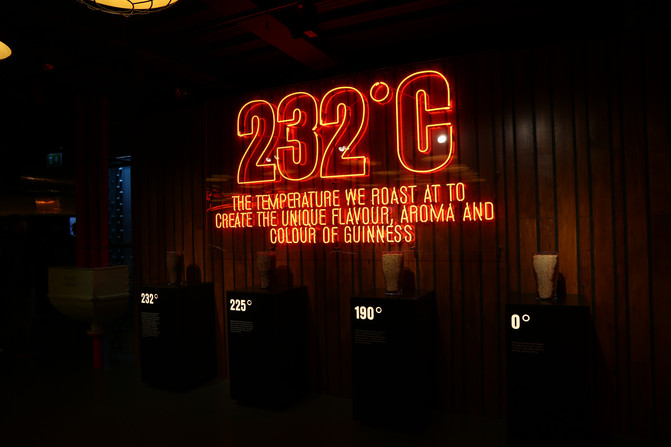 232°C
THE TEMPERATURE WE ROAST AT TO
CREATE THE UNIQUE FLAVOUR, AROMA AND
COLOUR OF GUINNESS
232°
225°
190°
0°